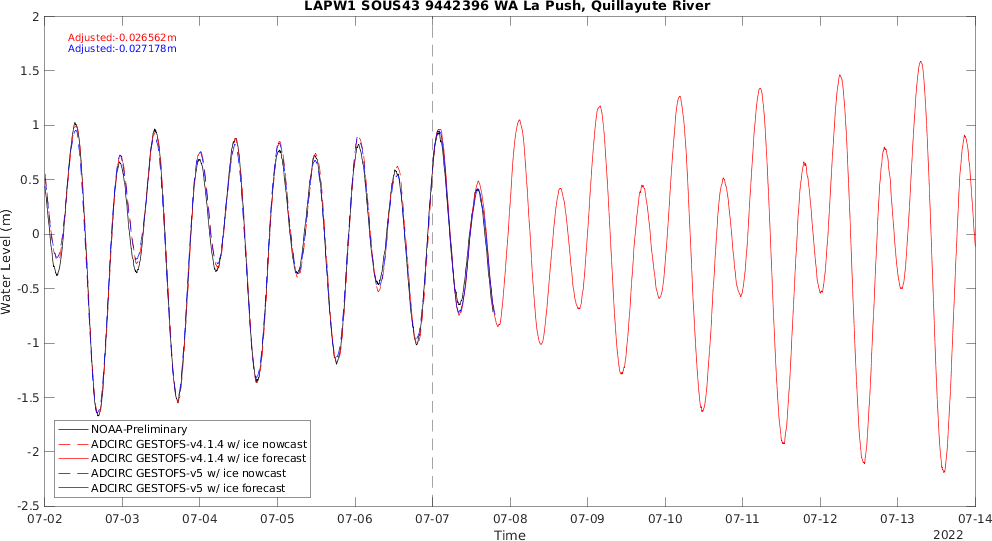 LAPW1 SOUS43 9442396 WA La Push, Quillayute River
Adjusted:-0.026562m
Adjusted:-0.027178m
2
1.5
1
0.5
0
-0.5
-1
-1.5
-2
-2.5
Water Level (m)
NOAA-Preliminary
ADCIRC GESTOFS-v4.1.4 w/ ice nowcast
ADCIRC GESTOFS-v4.1.4 w/ ice forecast
ADCIRC GESTOFS-v5 w/ ice nowcast
ADCIRC GESTOFS-v5 w/ ice forecast
07-02 07-03 07-04 07-05 07-06 07-07 07-08 07-09 07-10 07-11 07-12 07-13 07-14
Time
2022